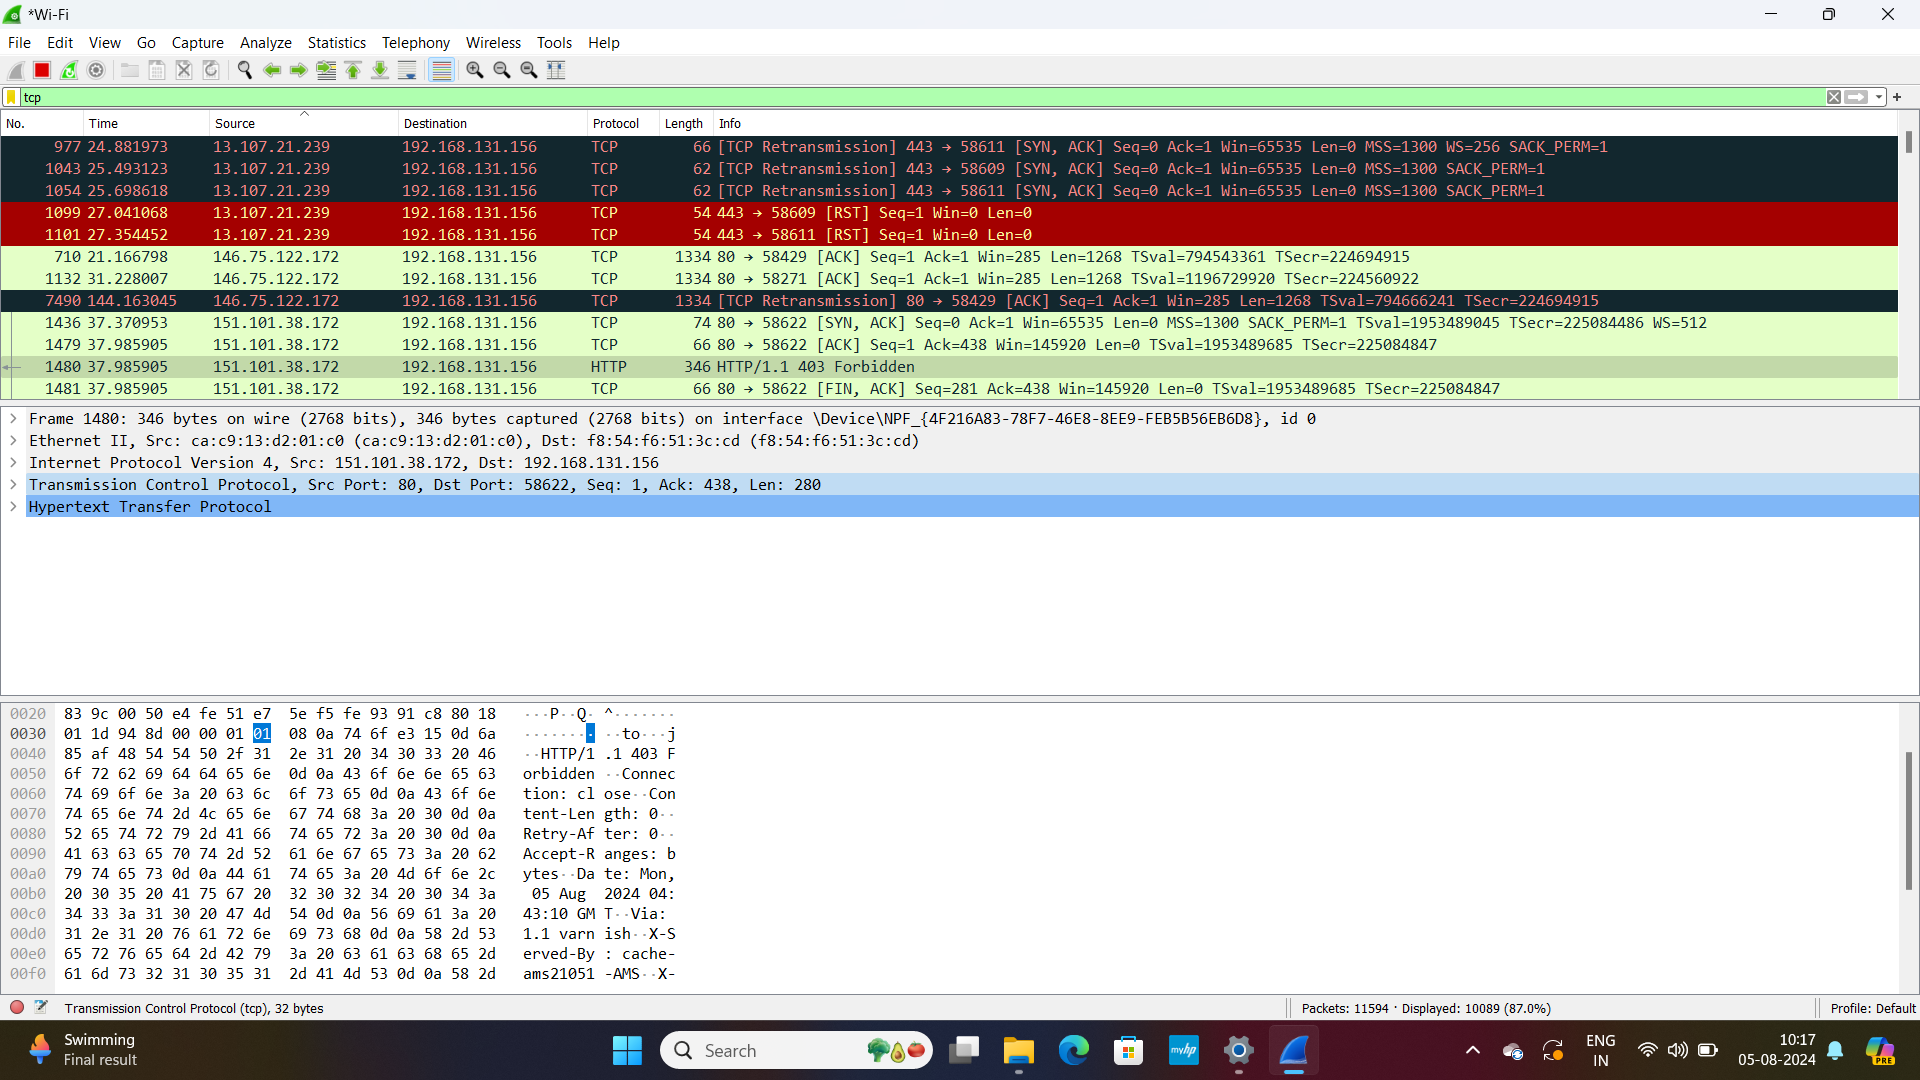 *Wi-Fi
File Edit View Go Capture Analyze Statistics Telephony Wireless Tools Help
tcp
No. Time Source Destination Protocol Length Info
977 24.881973 13.107.21.239 192.168.131.156 TCP 66 [TCP Retransmission] 443 → 58611 [SYN, ACK] Seq=0 Ack=1 Win=65535 Len=0 MSS=1300 WS=256 SACK_PERM=1
1043 25.493123 13.107.21.239 192.168.131.156 TCP 62 [TCP Retransmission] 443 → 58609 [SYN, ACK] Seq=0 Ack=1 Win=65535 Len=0 MSS=1300 SACK_PERM=1
1054 25.698618 13.107.21.239 192.168.131.156 TCP 62 [TCP Retransmission] 443 → 58611 [SYN, ACK] Seq=0 Ack=1 Win=65535 Len=0 MSS=1300 SACK_PERM=1
1099 27.041068 13.107.21.239 192.168.131.156 TCP 54 443 → 58609 [RST] Seq=1 Win=0 Len=0
1101 27.354452 13.107.21.239 192.168.131.156 TCP 54 443 → 58611 [RST] Seq=1 Win=0 Len=0
710 21.166798 146.75.122.172 192.168.131.156 TCP 1334 80 → 58429 [ACK] Seq=1 Ack=1 Win=285 Len=1268 TSval=794543361 TSecr=224694915
1132 31.228007 146.75.122.172 192.168.131.156 TCP 1334 80 → 58271 [ACK] Seq=1 Ack=1 Win=285 Len=1268 TSval=1196729920 TSecr=224560922
7490 144.163045 146.75.122.172 192.168.131.156 TCP 1334 [TCP Retransmission] 80 → 58429 [ACK] Seq=1 Ack=1 Win=285 Len=1268 TSval=794666241 TSecr=224694915
1436 37.370953 151.101.38.172 192.168.131.156 TCP 74 80 → 58622 [SYN, ACK] Seq=0 Ack=1 Win=65535 Len=0 MSS=1300 SACK_PERM=1 TSval=1953489045 TSecr=225084486 WS=512
1479 37.985905 151.101.38.172 192.168.131.156 TCP 66 80 → 58622 [ACK] Seq=1 Ack=438 Win=145920 Len=0 TSval=1953489685 TSecr=225084847
1480 37.985905 151.101.38.172 192.168.131.156 HTTP 346 HTTP/1.1 403 Forbidden
1481 37.985905 151.101.38.172 192.168.131.156 TCP 66 80 → 58622 [FIN, ACK] Seq=281 Ack=438 Win=145920 Len=0 TSval=1953489685 TSecr=225084847
Frame 1480: 346 bytes on wire (2768 bits), 346 bytes captured (2768 bits) on interface \Device\NPF_{4F216A83-78F7-46E8-8EE9-FEB5B56EB6D8}, id 0
Ethernet II, Src: ca:c9:13:d2:01:c0 (ca:c9:13:d2:01:c0), Dst: f8:54:f6:51:3c:cd (f8:54:f6:51:3c:cd)
Internet Protocol Version 4, Src: 151.101.38.172, Dst: 192.168.131.156
Transmission Control Protocol, Src Port: 80, Dst Port: 58622, Seq: 1, Ack: 438, Len: 280
Hypertext Transfer Protocol
0020 83 9c 00 50 e4 fe 51 e7 5e f5 fe 93 91 c8 80 18 ···P··Q· ^·······
0030 01 1d 94 8d 00 00 01 01 08 0a 74 6f e3 15 0d 6a ········ ··to···j
0040 85 af 48 54 54 50 2f 31 2e 31 20 34 30 33 20 46 ··HTTP/1 .1 403 F
0050 6f 72 62 69 64 64 65 6e 0d 0a 43 6f 6e 6e 65 63 orbidden ··Connec
0060 74 69 6f 6e 3a 20 63 6c 6f 73 65 0d 0a 43 6f 6e tion: cl ose··Con
0070 74 65 6e 74 2d 4c 65 6e 67 74 68 3a 20 30 0d 0a tent-Len gth: 0··
0080 52 65 74 72 79 2d 41 66 74 65 72 3a 20 30 0d 0a Retry-Af ter: 0··
0090 41 63 63 65 70 74 2d 52 61 6e 67 65 73 3a 20 62 Accept-R anges: b
00a0 79 74 65 73 0d 0a 44 61 74 65 3a 20 4d 6f 6e 2c ytes··Da te: Mon,
00b0 20 30 35 20 41 75 67 20 32 30 32 34 20 30 34 3a 05 Aug 2024 04:
00c0 34 33 3a 31 30 20 47 4d 54 0d 0a 56 69 61 3a 20 43:10 GM T··Via:
00d0 31 2e 31 20 76 61 72 6e 69 73 68 0d 0a 58 2d 53 1.1 varn ish··X-S
00e0 65 72 76 65 64 2d 42 79 3a 20 63 61 63 68 65 2d erved-By : cache-
00f0 61 6d 73 32 31 30 35 31 2d 41 4d 53 0d 0a 58 2d ams21051 -AMS··X-
Transmission Control Protocol (tcp), 32 bytes Packets: 11594 · Displayed: 10089 (87.0%) Profile: Default
Swimming
Final result
Search
myhp
ENG
IN
10:17
05-08-2024
PRE